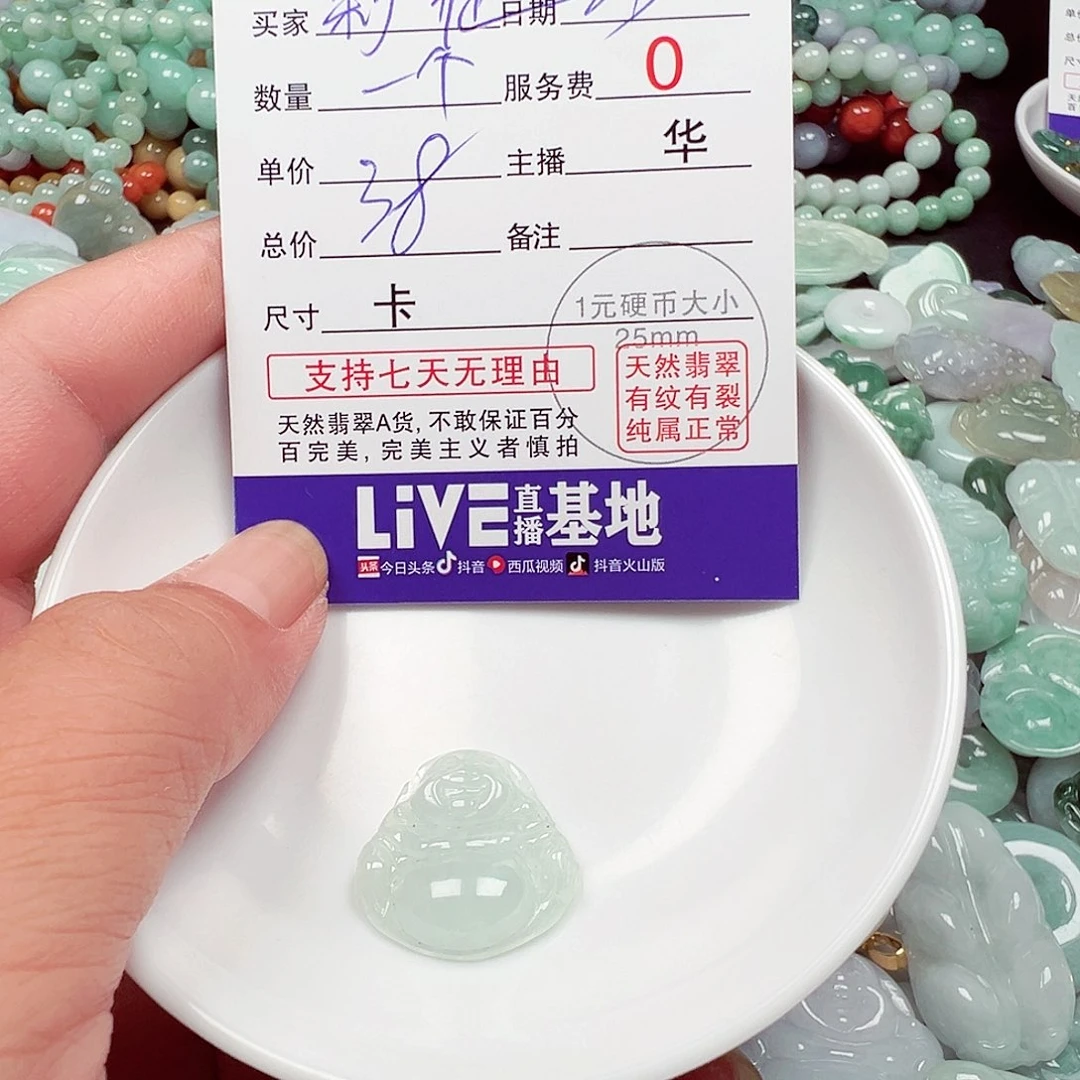 买家 日期
数量 一个 服务费 0
单价 38 主播 华
总价 备注
尺寸 卡
1元硬币大小
25mm
支持七天无理由
天然翡翠
有纹有裂
纯属正常
天然翡翠A货,不敢保证百分
百完美,完美主义者慎拍
LiVE直播基地
头条 今日头条 抖音 西瓜视频 抖音火山版